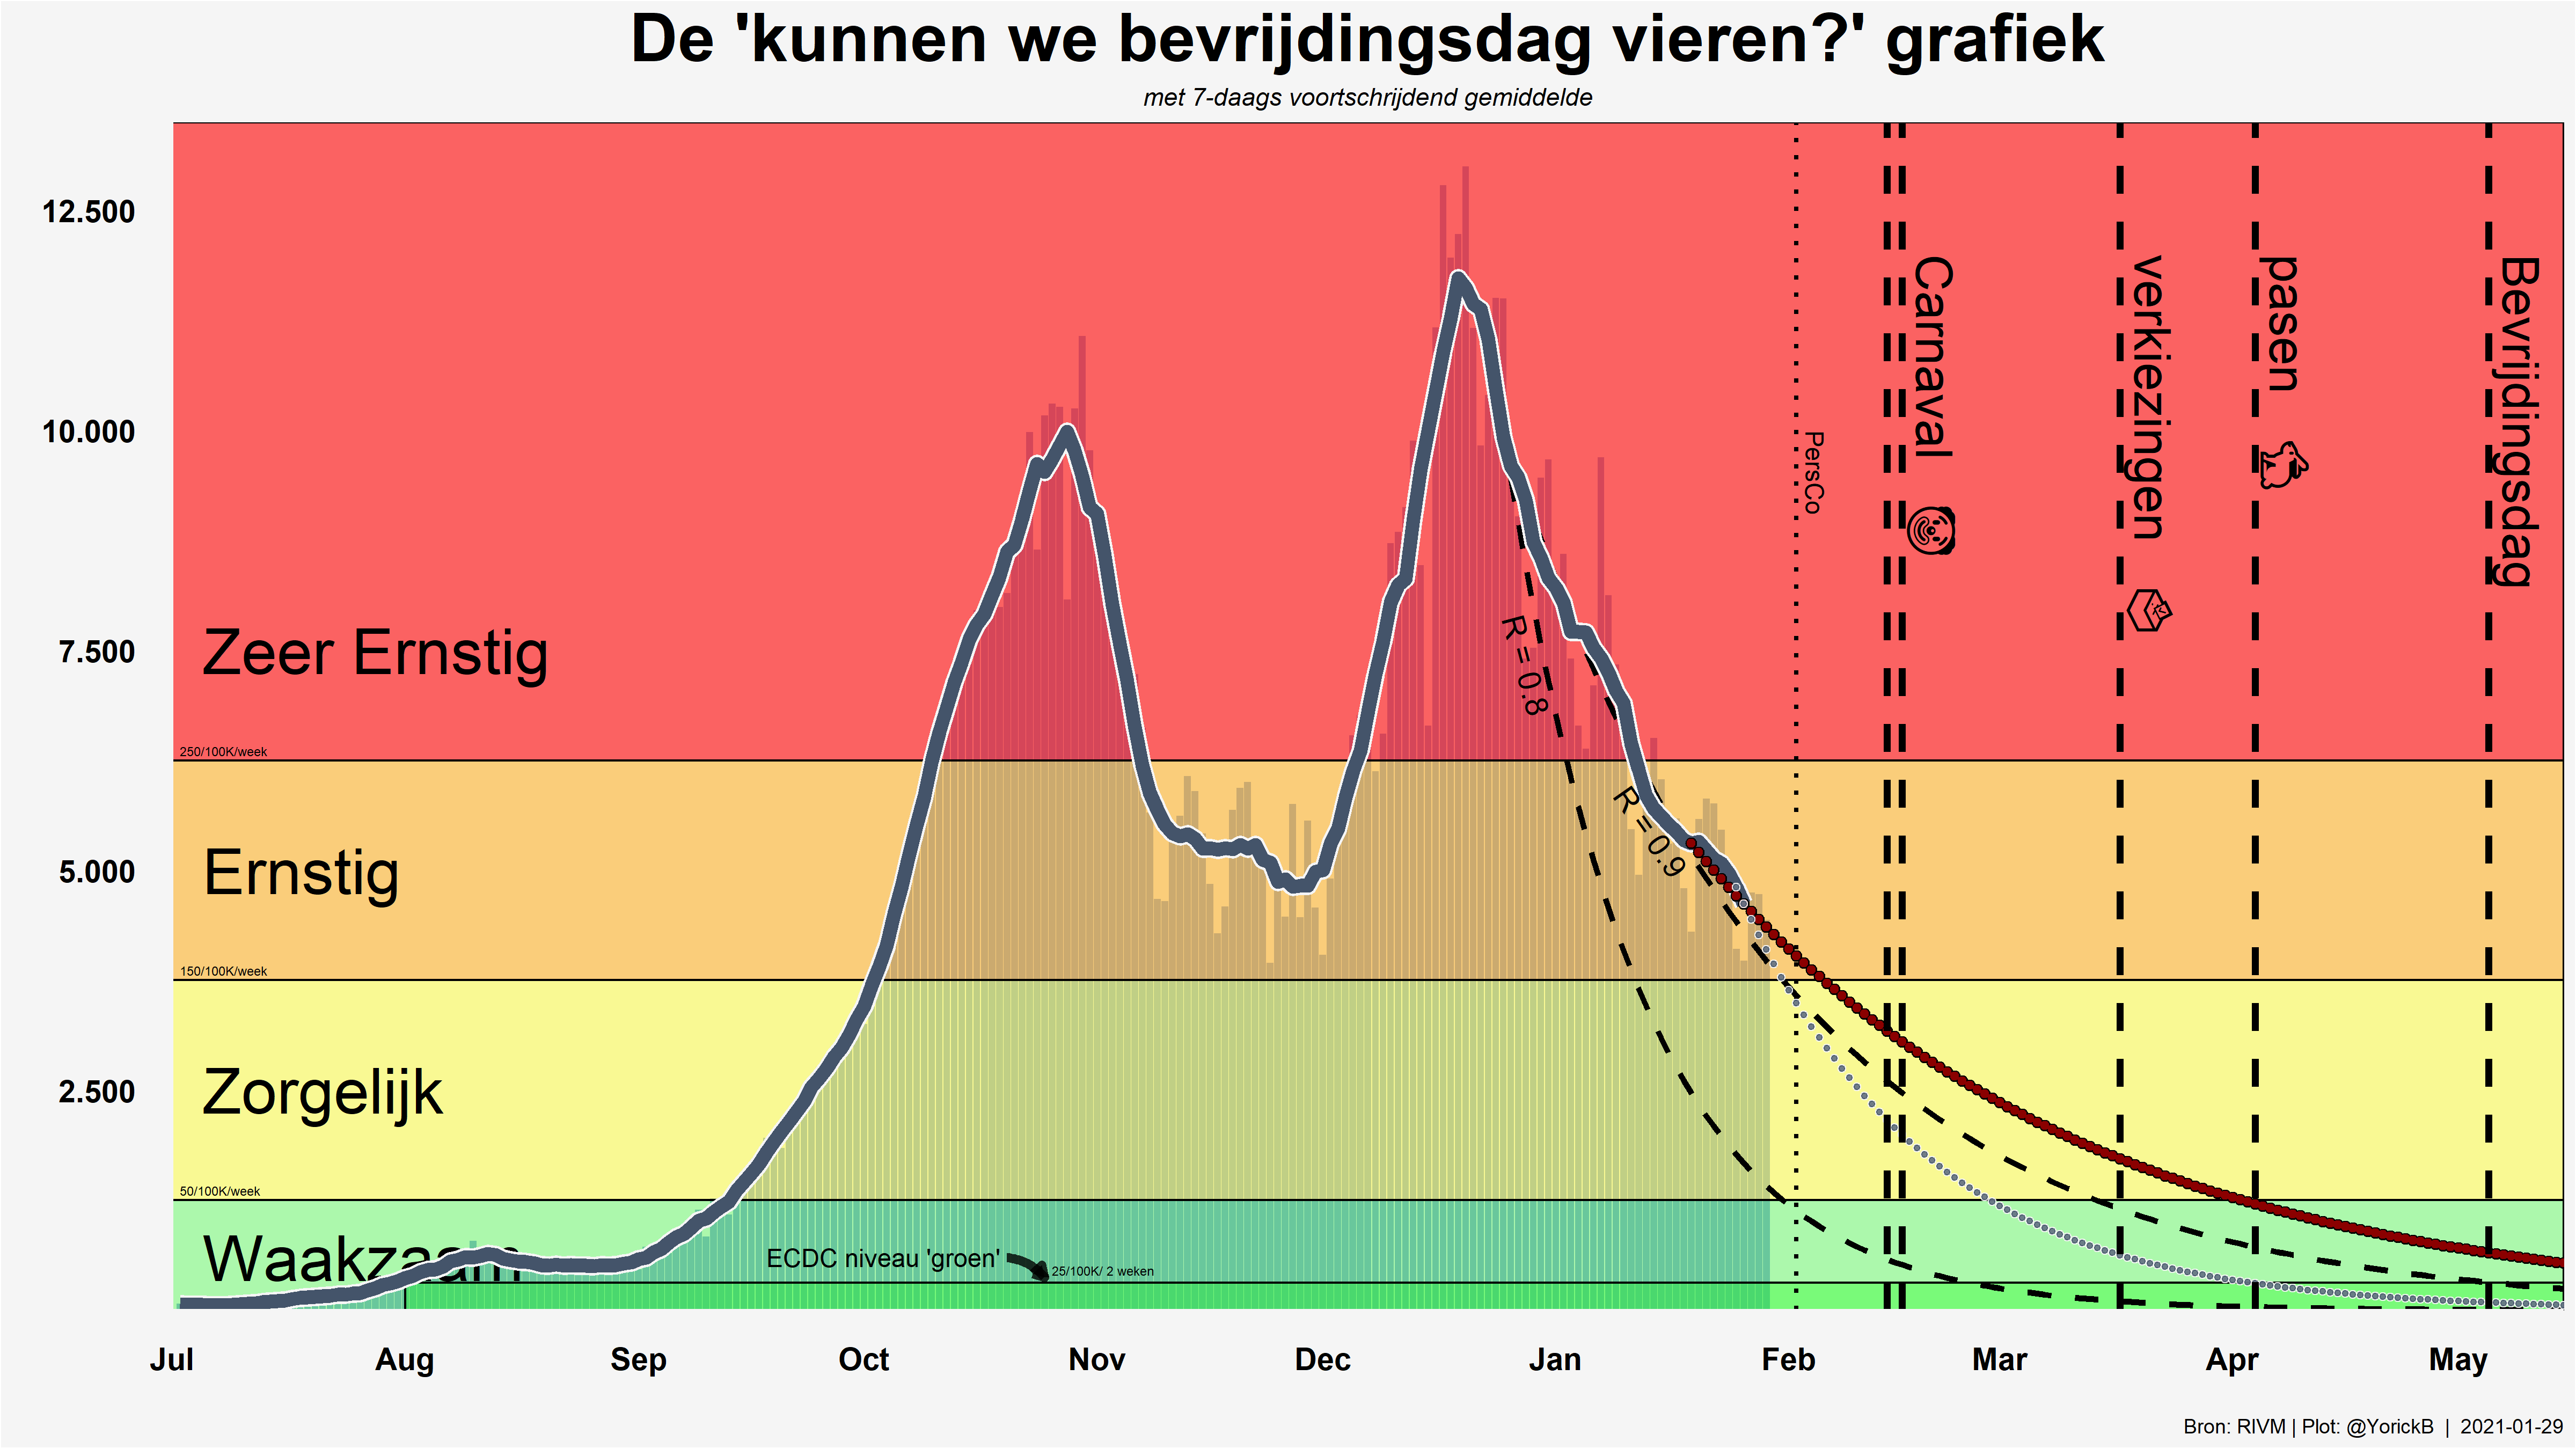 De 'kunnen we bevrijdingsdag vieren?' grafiek
met 7-daags voortschrijdend gemiddelde
12.500
10.000
7.500
5.000
2.500
Zeer Ernstig
250/100K/week
Ernstig
150/100K/week
Zorgelijk
50/100K/week
Waakzaam
ECDC niveau 'groen'
25/100K/ 2 weken
R =0.8
R =0.9
PersCo
Carnaval
verkiezingen
pasen
Bevrijdingsdag
Jul
Aug
Sep
Oct
Nov
Dec
Jan
Feb
Mar
Apr
May
Bron: RIVM | Plot: @YorickB | 2021-01-29